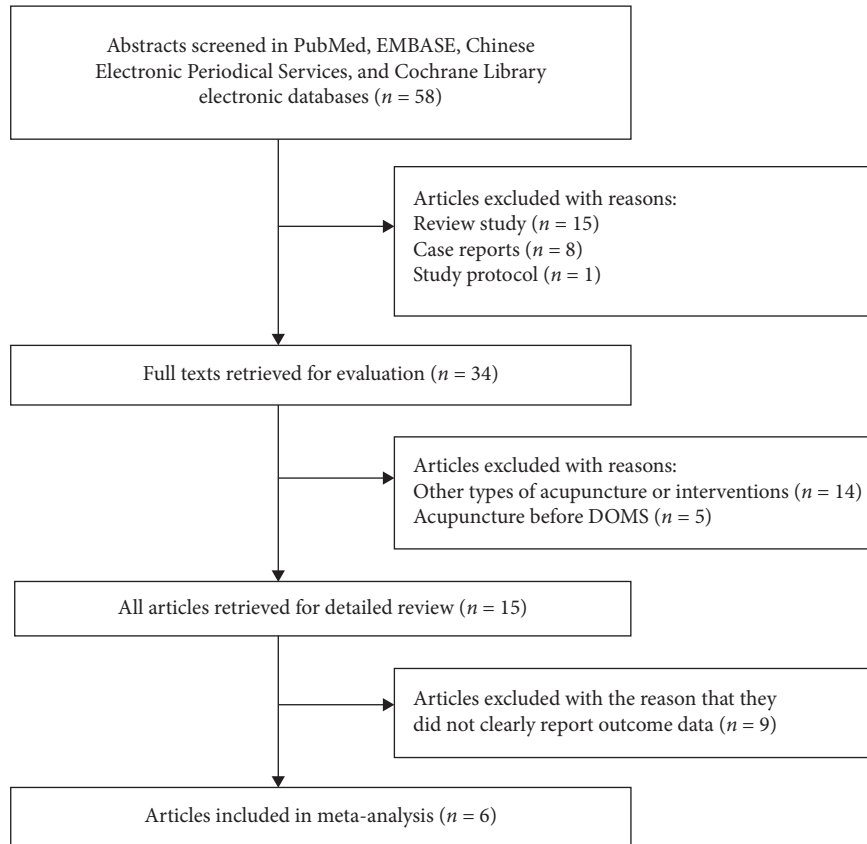 Abstracts screened in PubMed, EMBASE, Chinese
Electronic Periodical Services, and Cochrane Library
electronic databases (n = 58)
Articles excluded with reasons:
Review study (n = 15)
Case reports (n = 8)
Study protocol (n = 1)
Full texts retrieved for evaluation (n = 34)
Articles excluded with reasons:
Other types of acupuncture or interventions (n = 14)
Acupuncture before DOMS (n = 5)
All articles retrieved for detailed review (n = 15)
Articles excluded with the reason that they
did not clearly report outcome data (n = 9)
Articles included in meta-analysis (n = 6)